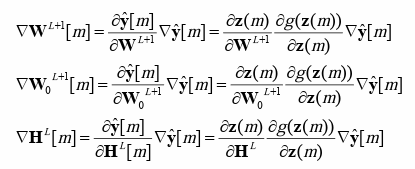 ∇W^{L+1}[m] = ∂ŷ[m]/∂W^{L+1} ∇ŷ[m] = ∂z(m)/∂W^{L+1} ∂g(z(m))/∂z(m) ∇ŷ[m]
∇W_0^{L+1}[m] = ∂ŷ[m]/∂W_0^{L+1} ∇ŷ[m] = ∂z(m)/∂W_0^{L+1} ∂g(z(m))/∂z(m) ∇ŷ[m]
∇H^L[m] = ∂ŷ[m]/∂H^L[m] ∇ŷ[m] = ∂z(m)/∂H^L ∂g(z(m))/∂z(m) ∇ŷ[m]